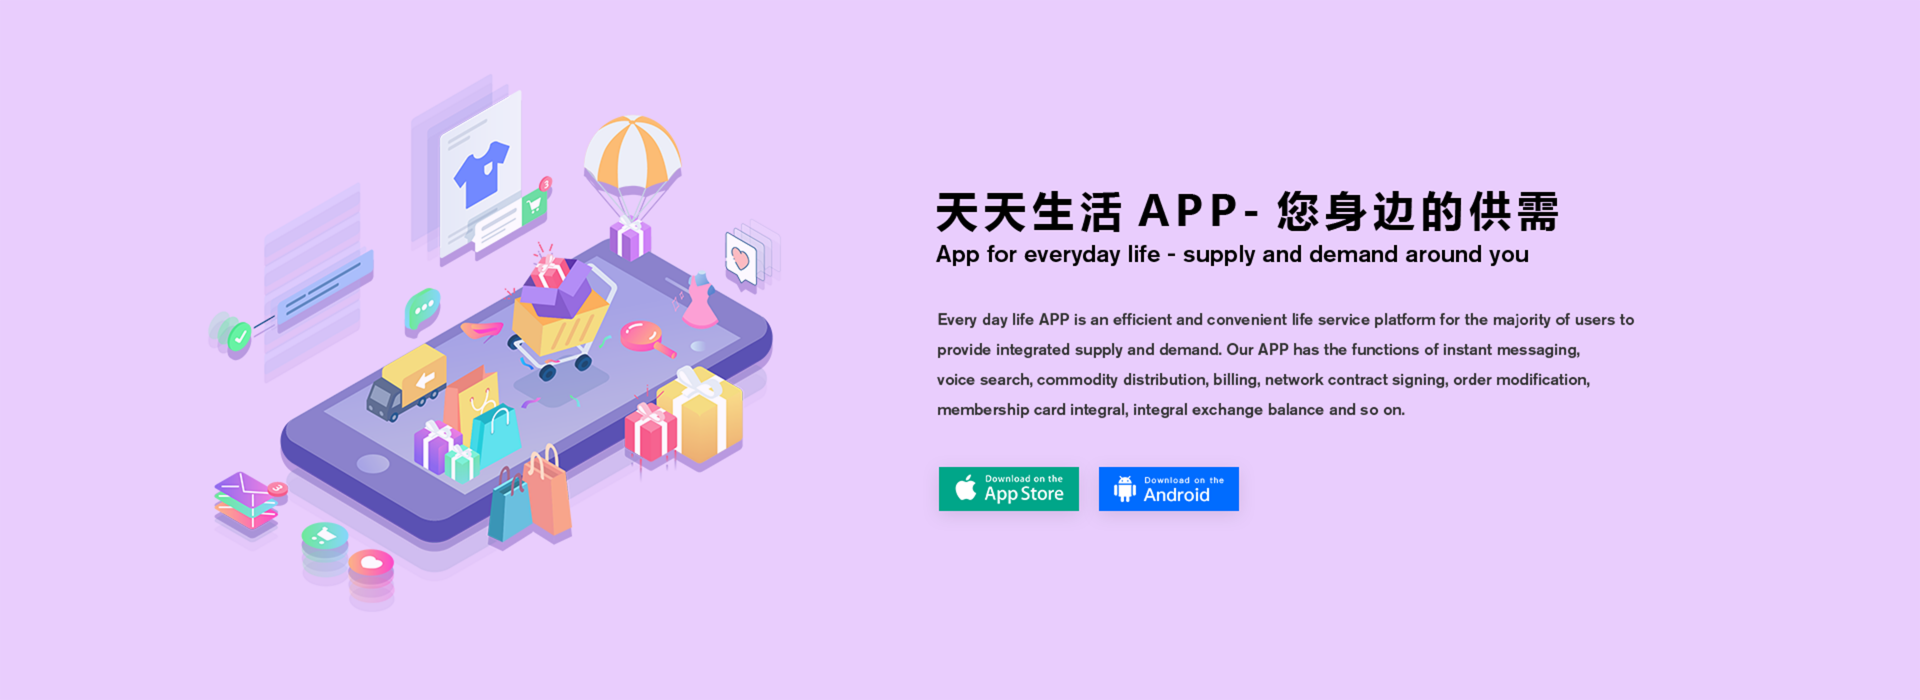 天天生活 APP- 您身边的供需
App for everyday life - supply and demand around you
Every day life APP is an efficient and convenient life service platform for the majority of users to
provide integrated supply and demand. Our APP has the functions of instant messaging,
voice search, commodity distribution, billing, network contract signing, order modification,
membership card integral, integral exchange balance and so on.
Download on the
App Store
Download on the
Android
3
3